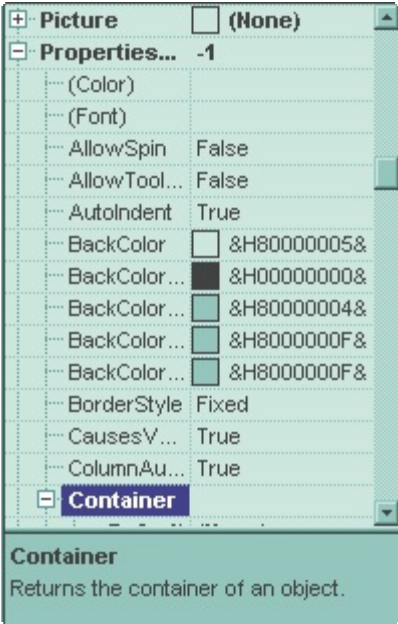 Picture (None)
Properties... -1
(Color)
(Font)
AllowSpin False
AllowTool... False
AutoIndent True
BackColor &H80000005&
BackColor... &H00000000&
BackColor... &H80000004&
BackColor... &H8000000F&
BackColor... &H8000000F&
BorderStyle Fixed
CausesV... True
ColumnAu... True
Container
Container
Returns the container of an object.